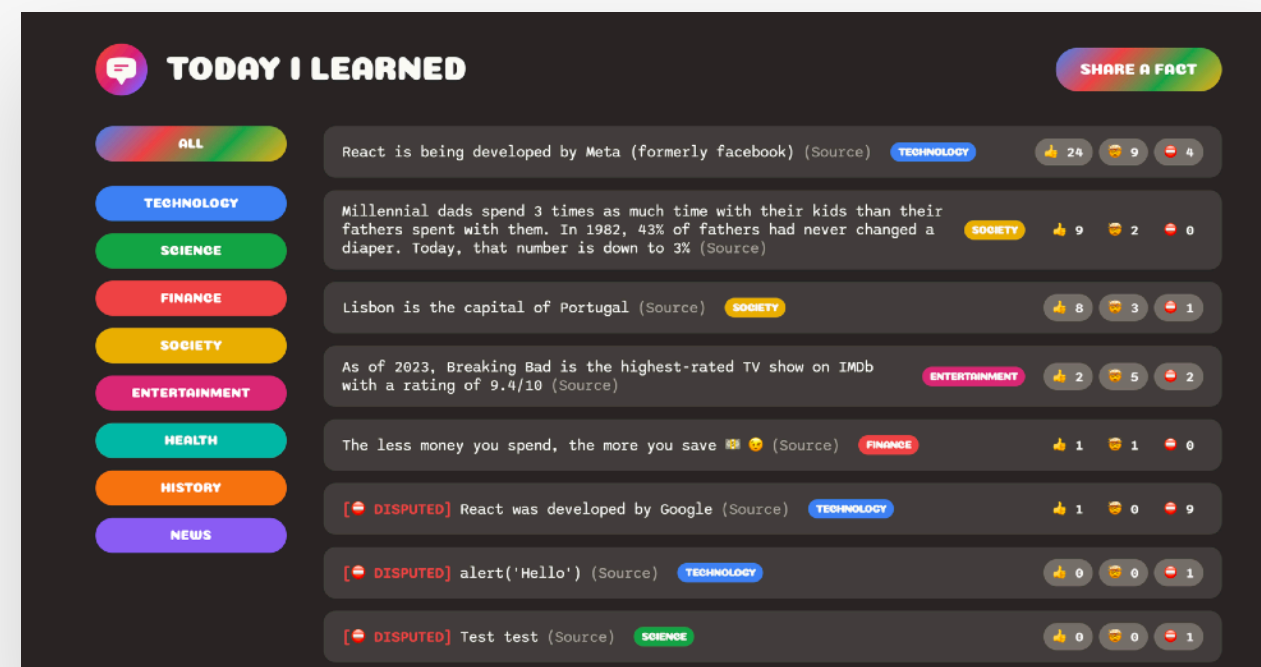 TODAY I LEARNED
SHARE A FACT
ALL
TECHNOLOGY
SCIENCE
FINANCE
SOCIETY
ENTERTAINMENT
HEALTH
HISTORY
NEWS
React is being developed by Meta (formerly facebook) (Source) TECHNOLOGY 👍 24 🤯 9 ⛔️ 4
Millennial dads spend 3 times as much time with their kids than their
fathers spent with them. In 1982, 43% of fathers had never changed a
diaper. Today, that number is down to 3% (Source)
SOCIETY 👍 9 🤯 2 ⛔️ 0
Lisbon is the capital of Portugal (Source) SOCIETY 👍 8 🤯 3 ⛔️ 1
As of 2023, Breaking Bad is the highest-rated TV show on IMDb
with a rating of 9.4/10 (Source)
ENTERTAINMENT 👍 2 🤯 5 ⛔️ 2
The less money you spend, the more you save 💵 😉 (Source) FINANCE 👍 1 🤯 1 ⛔️ 0
[⛔️ DISPUTED] React was developed by Google (Source) TECHNOLOGY 👍 1 🤯 0 ⛔️ 9
[⛔️ DISPUTED] alert('Hello') (Source) TECHNOLOGY 👍 0 🤯 0 ⛔️ 1
[⛔️ DISPUTED] Test test (Source) SCIENCE 👍 0 🤯 0 ⛔️ 1